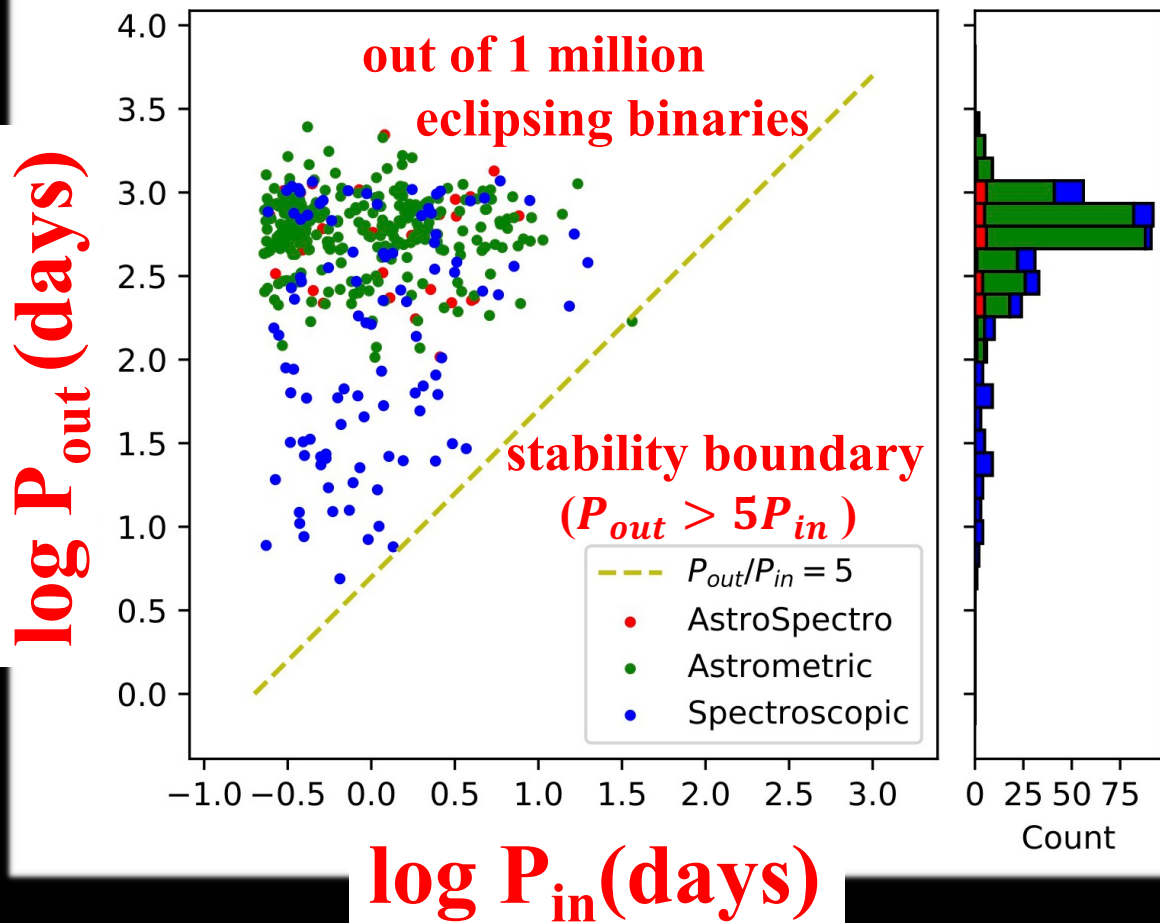 out of 1 million
eclipsing binaries
log P_out (days)
4.0
3.5
3.0
2.5
2.0
1.5
1.0
0.5
0.0
stability boundary
(P_out > 5P_in )
P_out/P_in = 5
AstroSpectro
Astrometric
Spectroscopic
−1.0 −0.5 0.0 0.5 1.0 1.5 2.0 2.5 3.0
0 25 50 75
Count
log P_in(days)